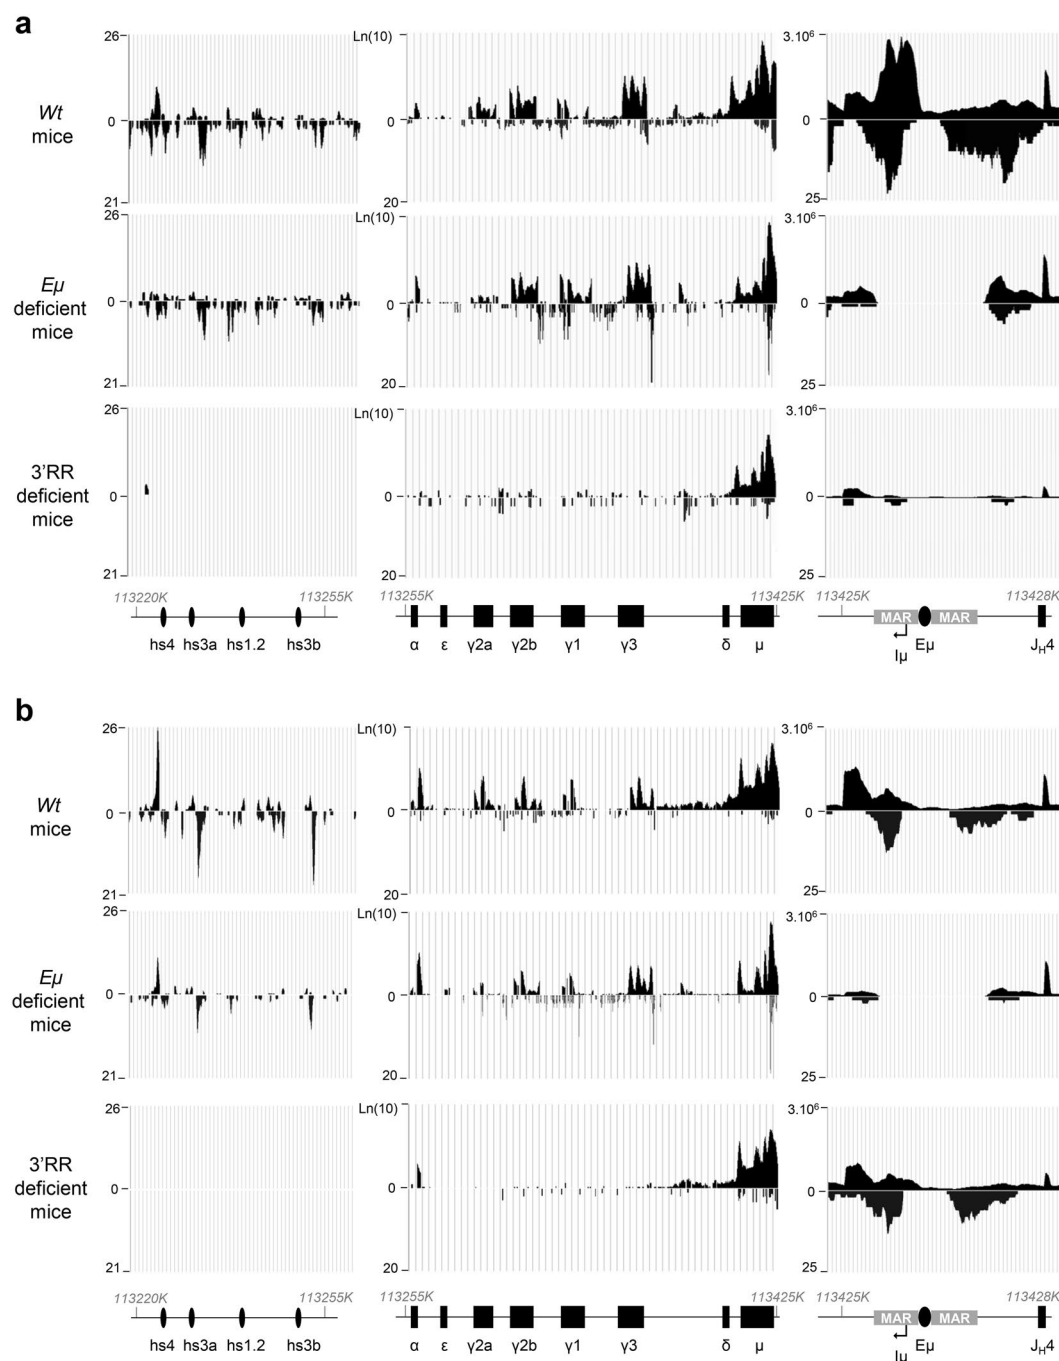 a
26
0
21
Ln(10)
0
20
3.10⁶
0
25
Wt
mice
26
0
21
Ln(10)
0
20
3.10⁶
0
25
Eµ
deficient
mice
26
0
21
Ln(10)
0
20
3.10⁶
0
25
3'RR
deficient
mice
113220K 113255K 113255K 113425K 113425K 113428K
MAR MAR
hs4 hs3a hs1.2 hs3b α ε γ2a γ2b γ1 γ3 δ µ Iµ Eµ JH4
b
26
0
21
Ln(10)
0
20
3.10⁶
0
25
Wt
mice
26
0
21
Ln(10)
0
20
3.10⁶
0
25
Eµ
deficient
mice
26
0
21
Ln(10)
0
20
3.10⁶
0
25
3'RR
deficient
mice
113220K 113255K 113255K 113425K 113425K 113428K
MAR MAR
hs4 hs3a hs1.2 hs3b α ε γ2a γ2b γ1 γ3 δ µ Iµ Eµ JH4